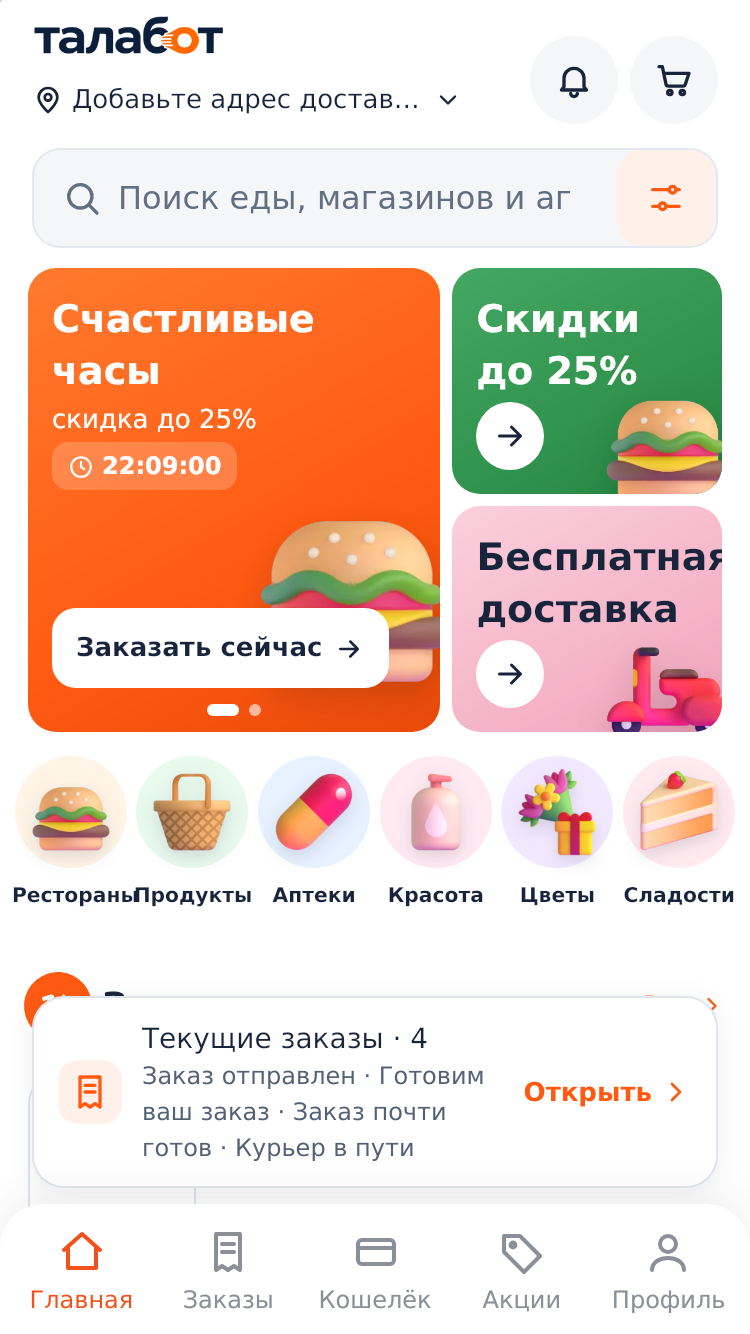 талабот
Добавьте адрес достав...
Поиск еды, магазинов и аг
Счастливые
часы
скидка до 25%
22:09:00
Заказать сейчас
Скидки
до 25%
Бесплатная
доставка
Рестораны
Продукты
Аптеки
Красота
Цветы
Сладости
Текущие заказы · 4
Заказ отправлен · Готовим
ваш заказ · Заказ почти
готов · Курьер в пути
Открыть
Главная
Заказы
Кошелёк
Акции
Профиль